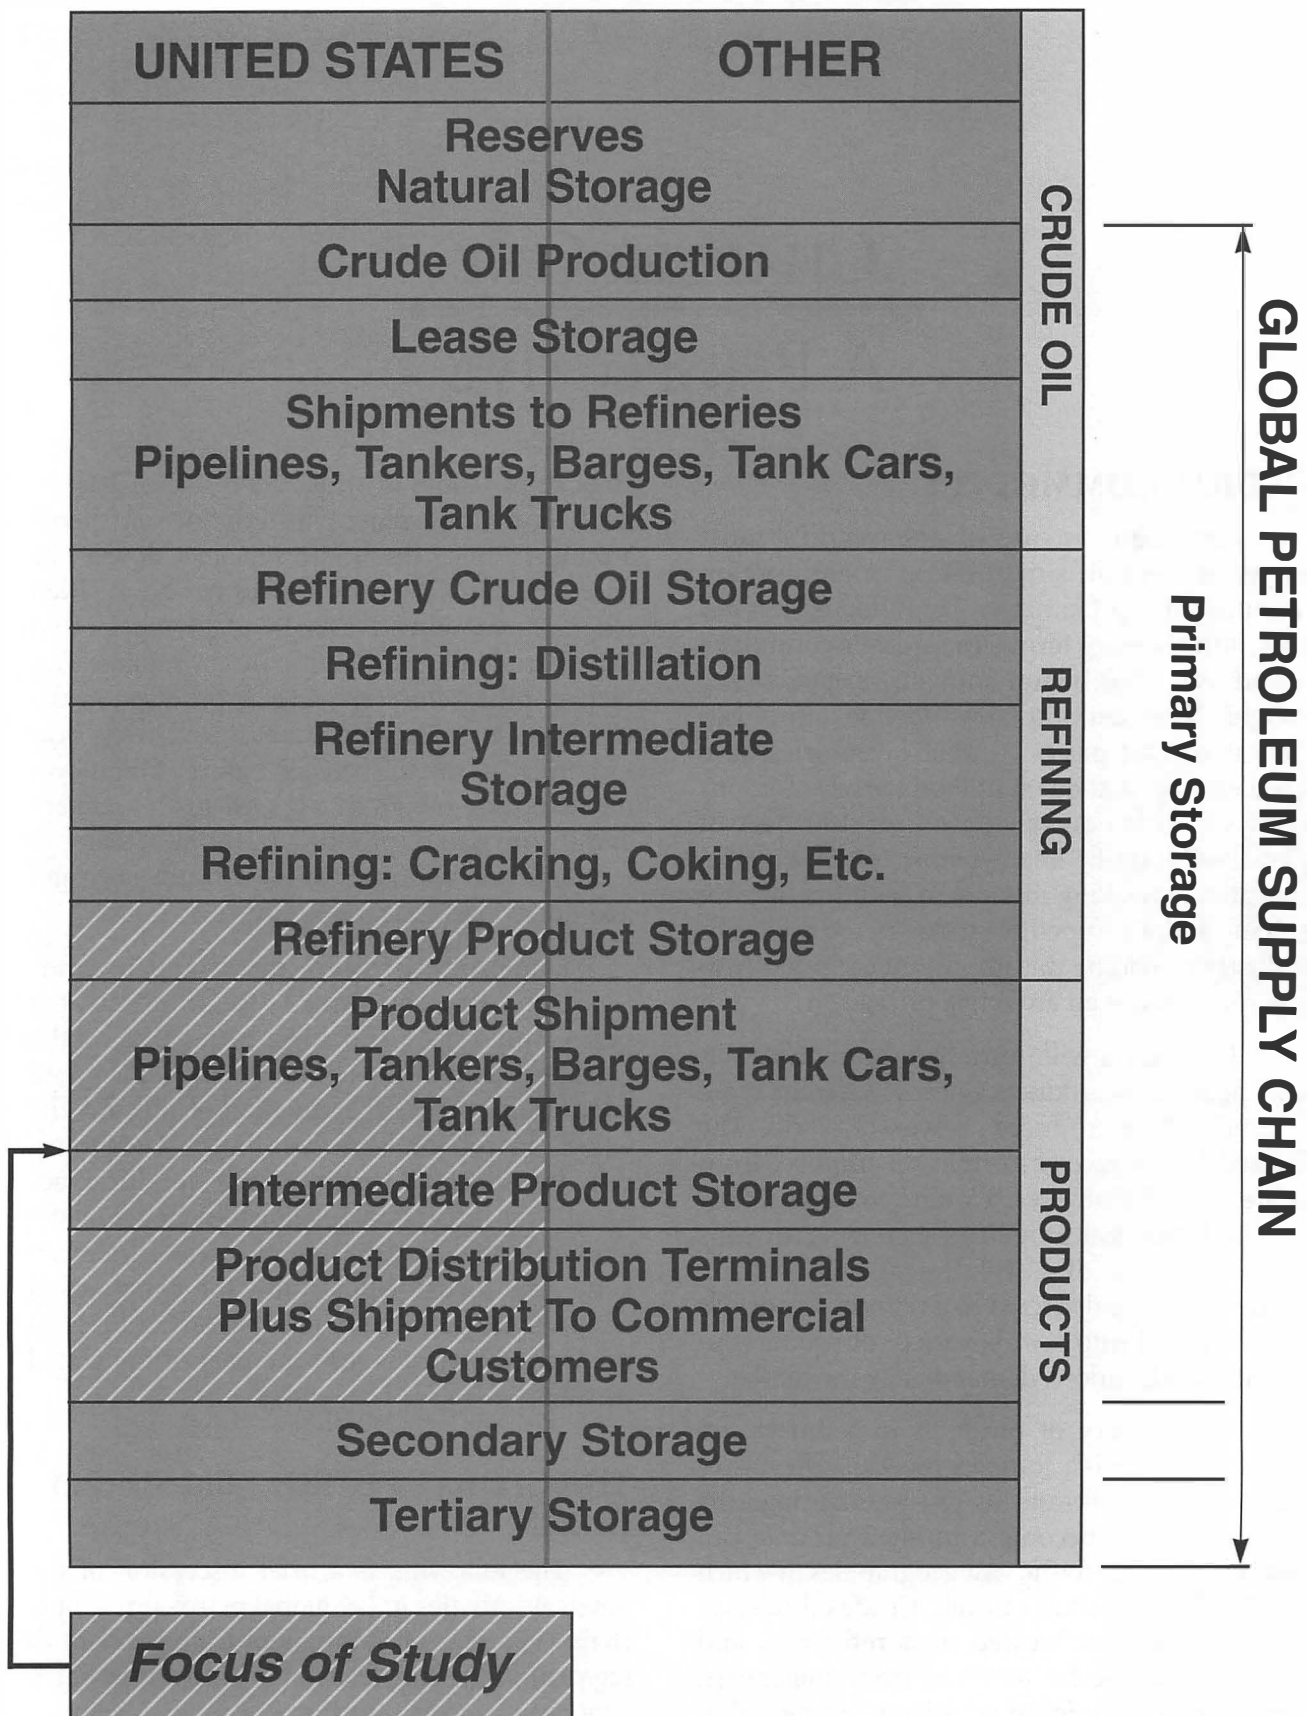 UNITED STATES
OTHER
Reserves
Natural Storage
Crude Oil Production
Lease Storage
Shipments to Refineries
Pipelines, Tankers, Barges, Tank Cars,
Tank Trucks
Refinery Crude Oil Storage
Refining: Distillation
Refinery Intermediate
Storage
Refining: Cracking, Coking, Etc.
Refinery Product Storage
Product Shipment
Pipelines, Tankers, Barges, Tank Cars,
Tank Trucks
Intermediate Product Storage
Product Distribution Terminals
Plus Shipment To Commercial
Customers
Secondary Storage
Tertiary Storage
CRUDE OIL
REFINING
PRODUCTS
Primary Storage
GLOBAL PETROLEUM SUPPLY CHAIN
Focus of Study